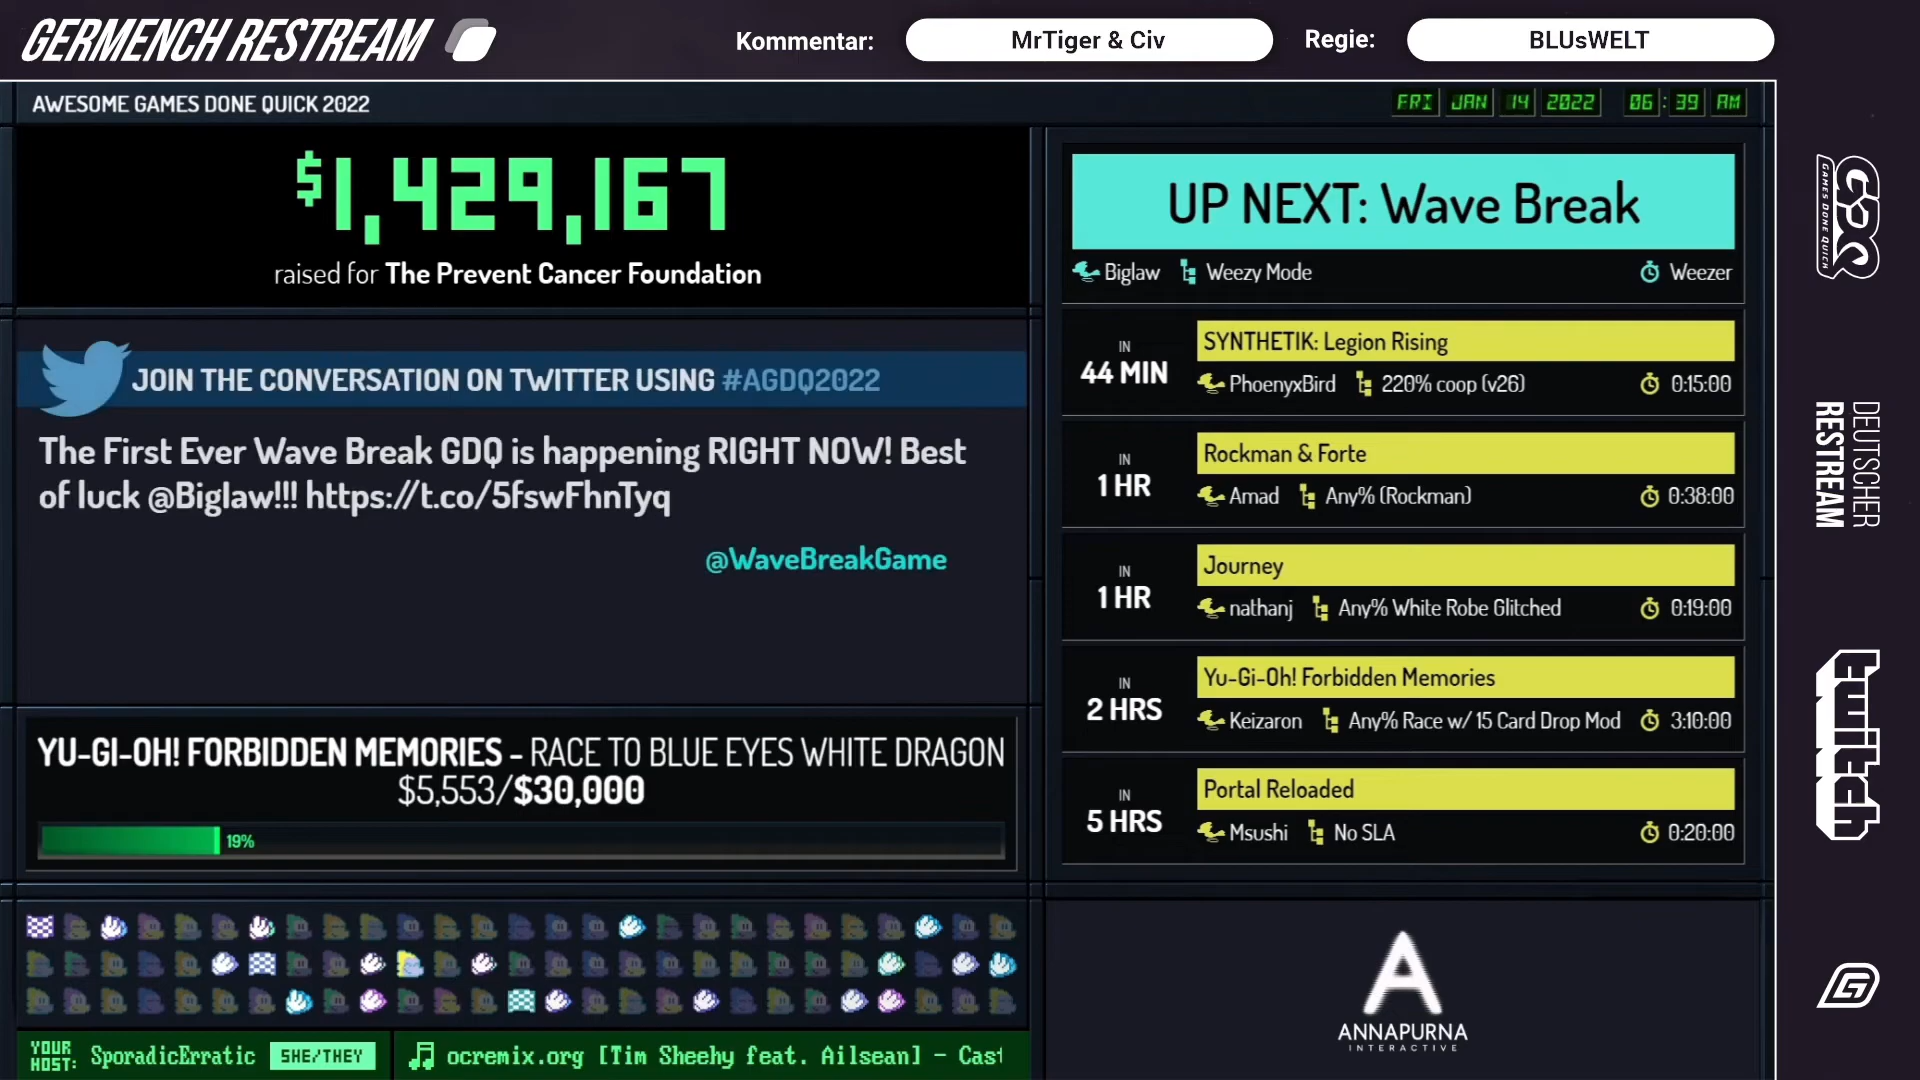 GERMENCH RESTREAM
Kommentar:
MrTiger & Civ
Regie:
BLUsWELT
AWESOME GAMES DONE QUICK 2022
FRI JAN 14 2022 06:39 AM
$1,429,167
raised for The Prevent Cancer Foundation
JOIN THE CONVERSATION ON TWITTER USING #AGDQ2022
The First Ever Wave Break GDQ is happening RIGHT NOW! Best
of luck @Biglaw!!! https://t.co/5fswFhnTyq
@WaveBreakGame
YU-GI-OH! FORBIDDEN MEMORIES - RACE TO BLUE EYES WHITE DRAGON
$5,553/$30,000
19%
YOUR
HOST:
SporadicErratic
SHE/THEY
ocremix.org [Tim Sheehy feat. Ailsean] - Cast
UP NEXT: Wave Break
Biglaw Weezy Mode Weezer
IN
44 MIN
SYNTHETIK: Legion Rising
PhoenyxBird 220% coop (v26) 0:15:00
IN
1 HR
Rockman & Forte
Amad Any% (Rockman) 0:38:00
IN
1 HR
Journey
nathanj Any% White Robe Glitched 0:19:00
IN
2 HRS
Yu-Gi-Oh! Forbidden Memories
Keizaron Any% Race w/ 15 Card Drop Mod 3:10:00
IN
5 HRS
Portal Reloaded
Msushi No SLA 0:20:00
ANNAPURNA
INTERACTIVE
GDQ
GAMES DONE QUICK
DEUTSCHER
RESTREAM
twitch